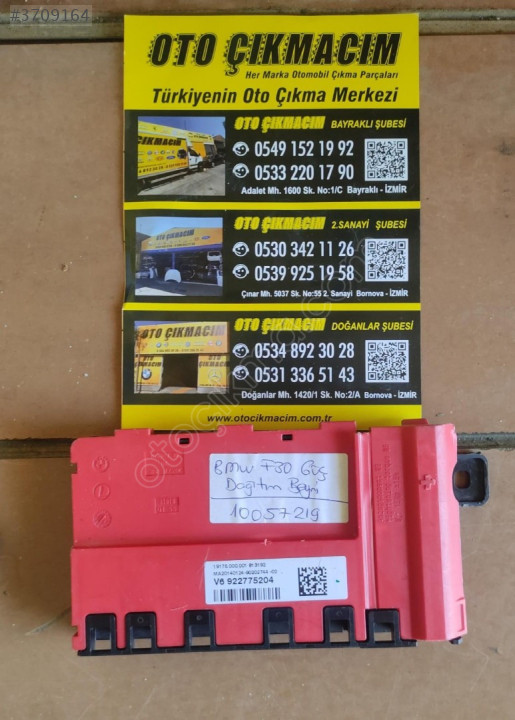 #3709164
OTO ÇIKMACIM
Her Marka Otomobil Çıkma Parçaları
Türkiyenin Oto Çıkma Merkezi
OTO ÇIKMACIM BAYRAKLI ŞUBESİ
0549 152 19 92
0533 220 17 90
Adalet Mh. 1600 Sk. No:1/C Bayraklı - İZMİR
OTO ÇIKMACIM 2.SANAYİ ŞUBESİ
0530 342 11 26
0539 925 19 58
Çınar Mh. 5037 Sk. No:55 2. Sanayi Bornova - İZMİR
OTO ÇIKMACIM DOĞANLAR ŞUBESİ
0534 892 30 28
0531 336 51 43
Doğanlar Mh. 1420/1 Sk. No:2/A Bornova - İZMİR
OTO ÇIKMACIM
www.otocikmacim.com.tr
BMW F30 Güç
Dağıtım Beyni
10057219
V6 922775204